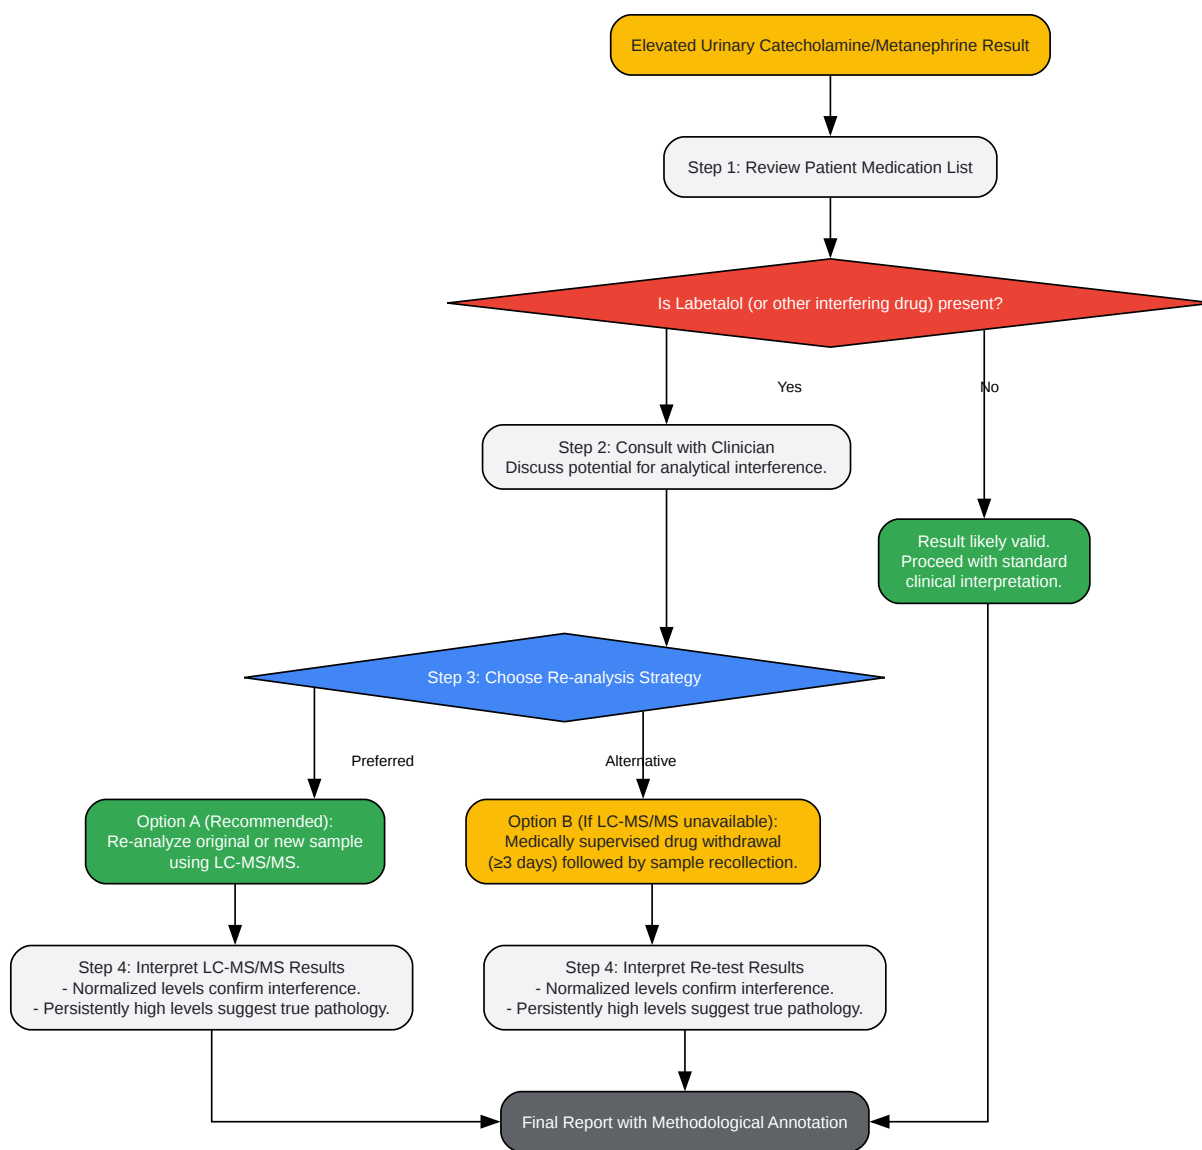 Elevated Urinary Catecholamine/Metanephrine Result
Step 1: Review Patient Medication List
Is Labetalol (or other interfering drug) present?
Yes
No
Step 2: Consult with Clinician
Discuss potential for analytical interference.
Result likely valid.
Proceed with standard
clinical interpretation.
Step 3: Choose Re-analysis Strategy
Preferred
Alternative
Option A (Recommended):
Re-analyze original or new sample
using LC-MS/MS.
Option B (If LC-MS/MS unavailable):
Medically supervised drug withdrawal
(≥3 days) followed by sample recollection.
Step 4: Interpret LC-MS/MS Results
- Normalized levels confirm interference.
- Persistently high levels suggest true pathology.
Step 4: Interpret Re-test Results
- Normalized levels confirm interference.
- Persistently high levels suggest true pathology.
Final Report with Methodological Annotation